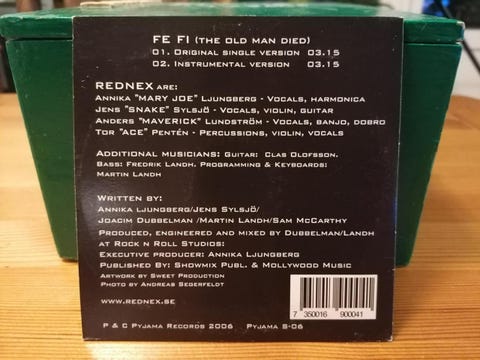 FE FI (THE OLD MAN DIED)
01. ORIGINAL SINGLE VERSION 03.15
02. INSTRUMENTAL VERSION 03.15
REDNEX ARE:
ANNIKA "MARY JOE" LJUNGBERG - VOCALS, HARMONICA
JENS "SNAKE" SYLSJÖ - VOCALS, VIOLIN, GUITAR
ANDERS "MAVERICK" LUNDSTRÖM - VOCALS, BANJO, DOBRO
TOR "ACE" PENTÉN - PERCUSSIONS, VIOLIN, VOCALS
ADDITIONAL MUSICIANS: GUITAR: CLAS OLOFSSON.
BASS: FREDRIK LANDH. PROGRAMMING & KEYBOARDS:
MARTIN LANDH
WRITTEN BY:
ANNIKA LJUNGBERG/JENS SYLSJÖ/
JOACIM DUBBELMAN /MARTIN LANDH/SAM MCCARTHY
PRODUCED, ENGINEERED AND MIXED BY DUBBELMAN/LANDH
AT ROCK N ROLL STUDIOS:
EXECUTIVE PRODUCER: ANNIKA LJUNGBERG
PUBLISHED BY: SHOWMIX PUBL. & MOLLYWOOD MUSIC
ARTWORK BY SWEET PRODUCTION
PHOTO BY ANDREAS SEGERFELDT
WWW.REDNEX.SE
7 350016 900041
P & C PYJAMA RECORDS 2006 PYJAMA S-06